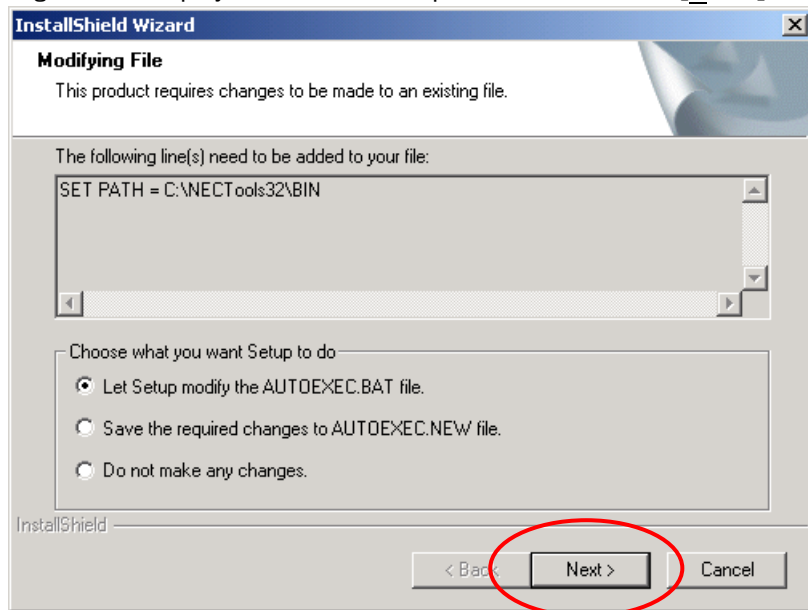 InstallShield Wizard
Modifying File
This product requires changes to be made to an existing file.
The following line(s) need to be added to your file:
SET PATH = C:\NECTools32\BIN
Choose what you want Setup to do
Let Setup modify the AUTOEXEC.BAT file.
Save the required changes to AUTOEXEC.NEW file.
Do not make any changes.
InstallShield
< Back Next > Cancel